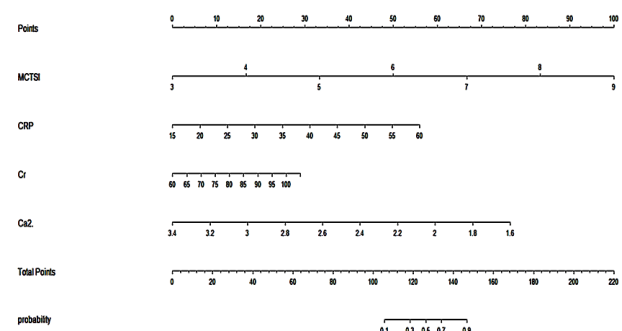 Points 0 10 20 30 40 50 60 70 80 90 100
4 6 8
MCTSI
3 5 7 9
CRP
15 20 25 30 35 40 45 50 55 60
Cr
60 65 70 75 80 85 90 95 100
Ca2.
3.4 3.2 3 2.8 2.6 2.4 2.2 2 1.8 1.6
Total Points
0 20 40 60 80 100 120 140 160 180 200 220
probability
0.1 0.3 0.5 0.7 0.9